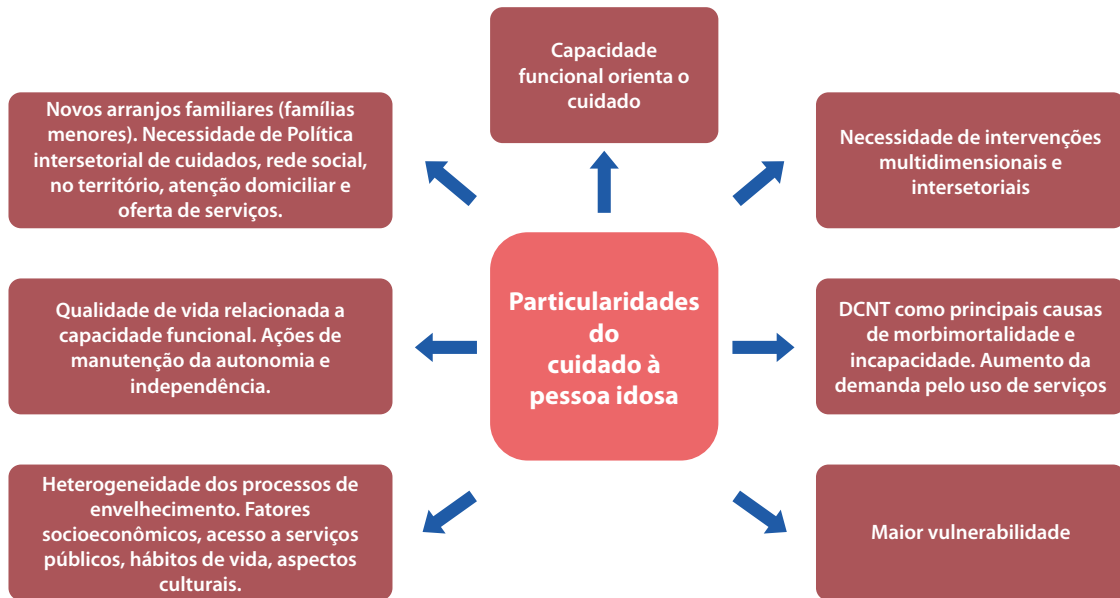 Capacidade
funcional orienta o
cuidado
Novos arranjos familiares (famílias
menores). Necessidade de Política
intersetorial de cuidados, rede social,
no território, atenção domiciliar e
oferta de serviços.
Necessidade de intervenções
multidimensionais e
intersetoriais
Particularidades
do
cuidado à
pessoa idosa
Qualidade de vida relacionada a
capacidade funcional. Ações de
manutenção da autonomia e
independência.
DCNT como principais causas
de morbimortalidade e
incapacidade. Aumento da
demanda pelo uso de serviços
Heterogeneidade dos processos de
envelhecimento. Fatores
socioeconômicos, acesso a serviços
públicos, hábitos de vida, aspectos
culturais.
Maior vulnerabilidade